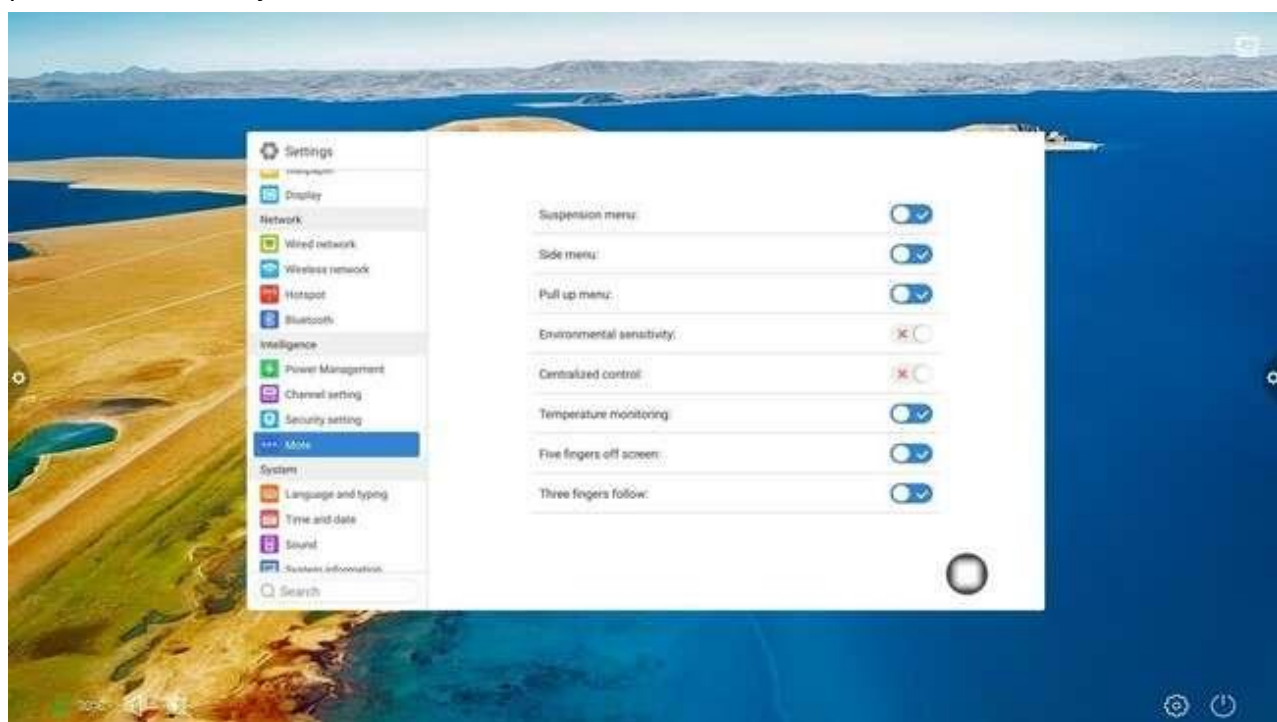 Settings
Display
Network
Wired network
Wireless network
Hotspot
Bluetooth
Intelligence
Power Management
Channel setting
Security setting
More
System
Language and typing
Time and date
Sound
System information
Search
Suspension menu:
Side menu:
Pull up menu:
Environmental sensitivity:
Centralized control:
Temperature monitoring:
Five fingers off screen:
Three fingers follow: